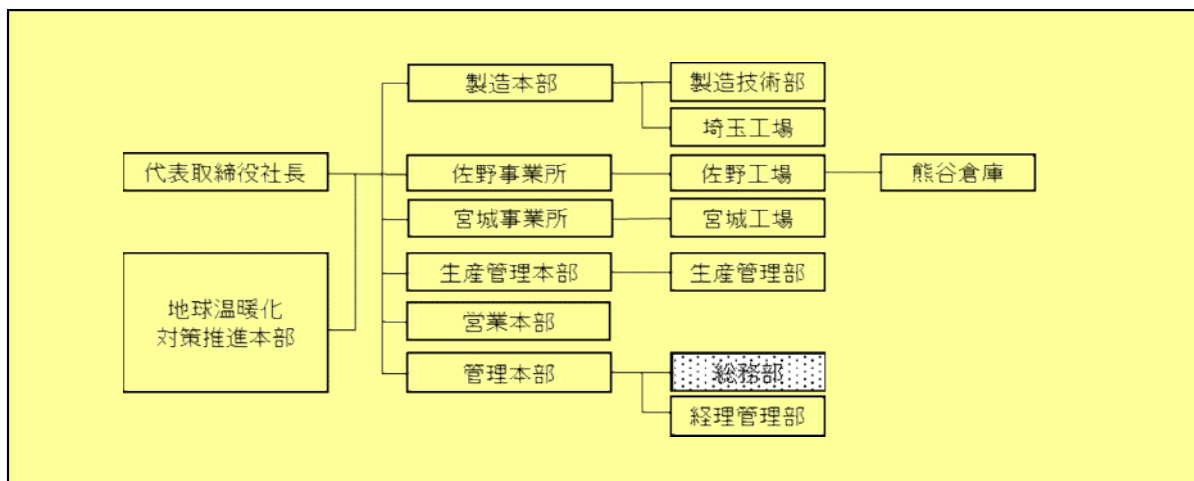 製造本部
製造技術部
埼玉工場
代表取締役社長
佐野事業所
佐野工場
熊谷倉庫
宮城事業所
宮城工場
生産管理本部
生産管理部
地球温暖化
対策推進本部
営業本部
管理本部
総務部
経理管理部